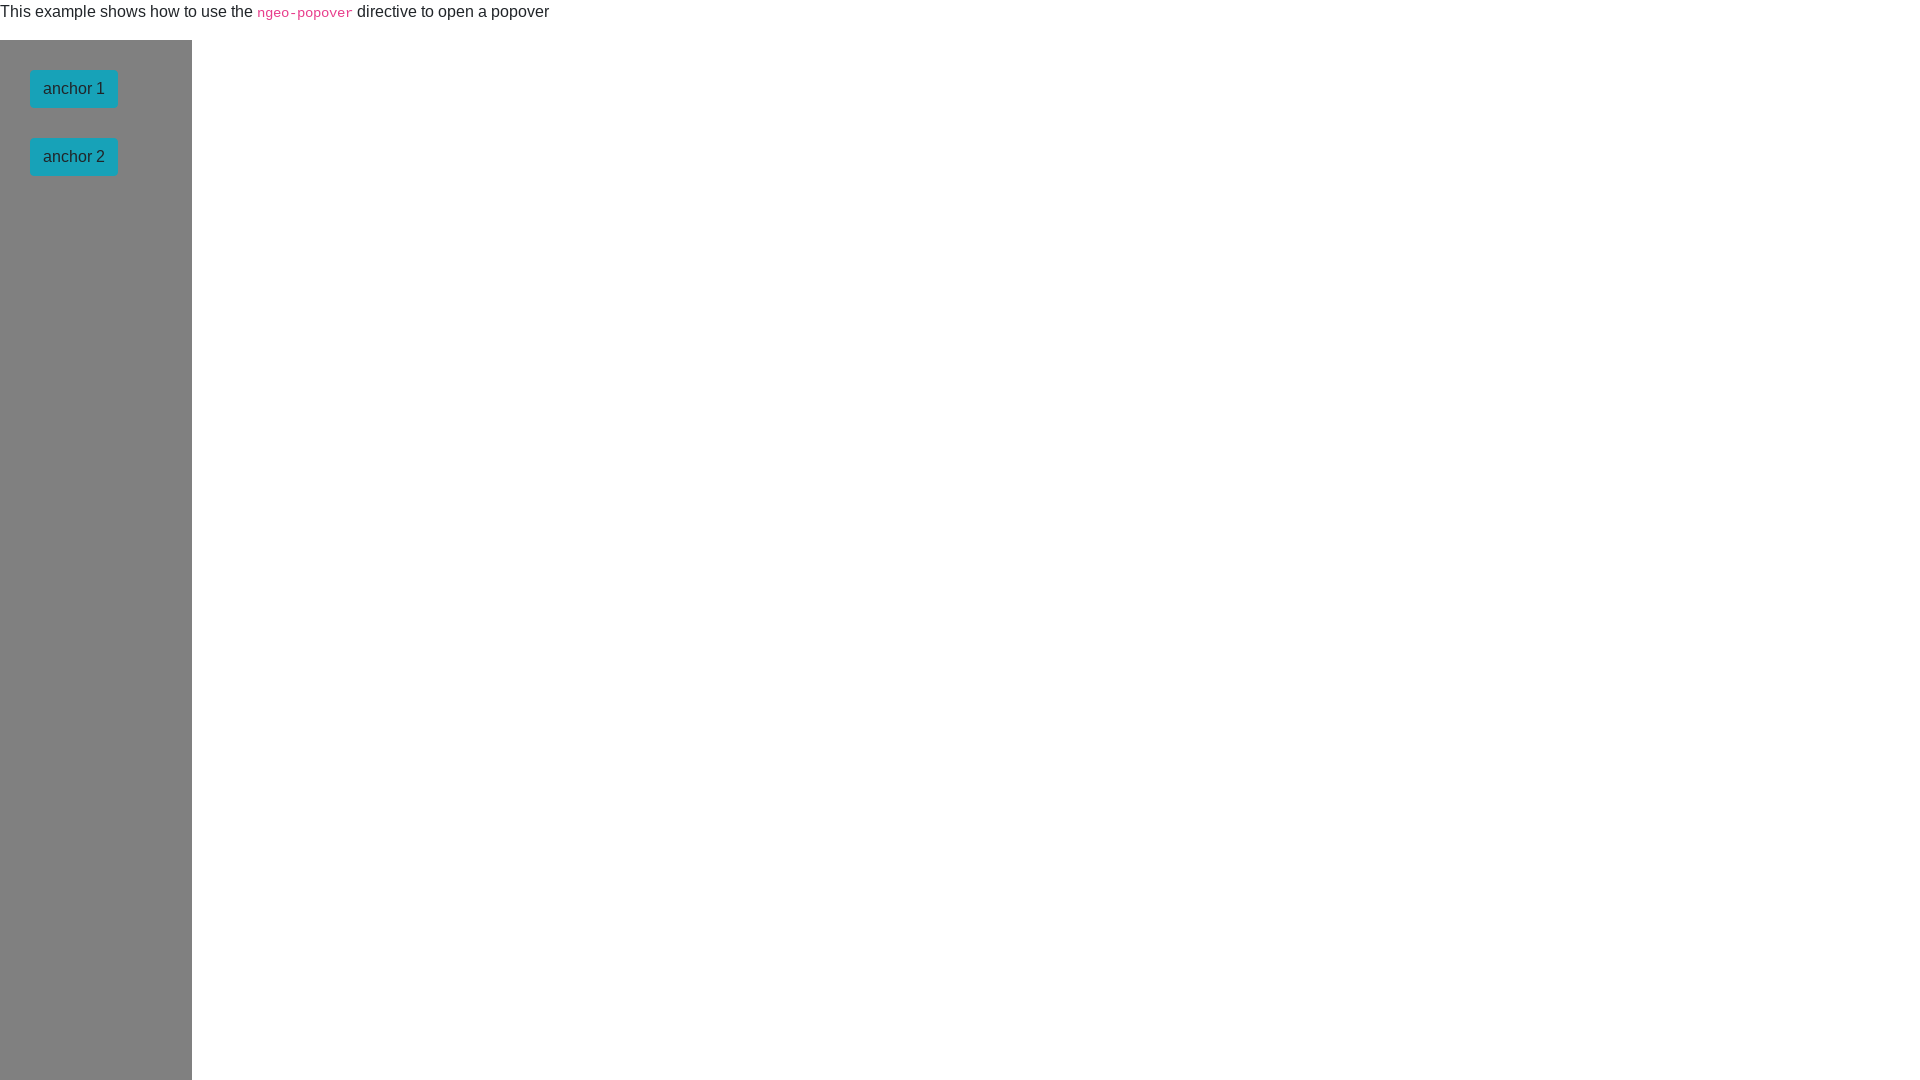 This example shows how to use the ngeo-popover directive to open a popover
anchor 1
anchor 2